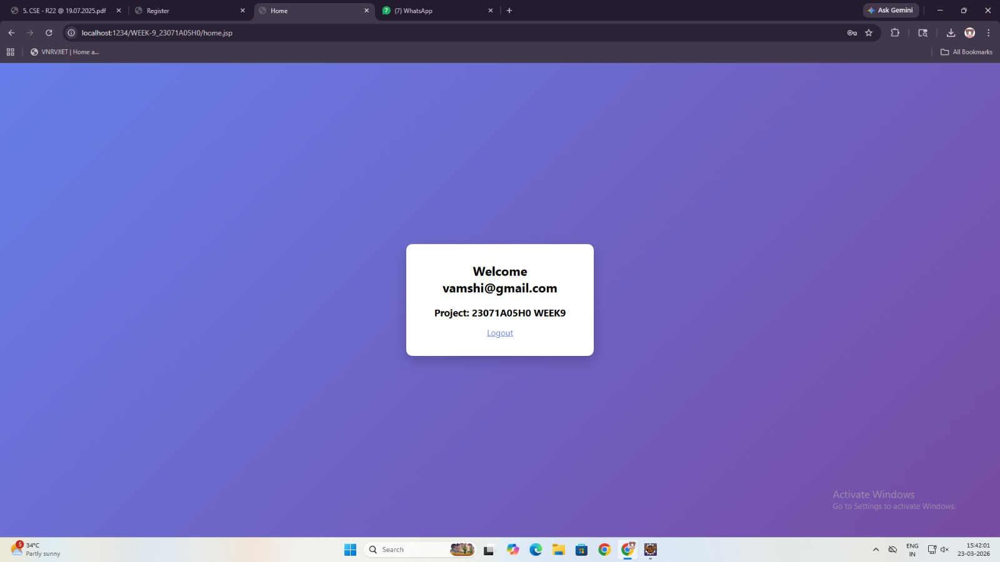 5. CSE - R22 @ 19.07.2025.pdf
Register
Home
(7) WhatsApp
Ask Gemini
localhost:1234/WEEK-9_23071A05H0/home.jsp
VNRVJIET | Home a...
All Bookmarks
Welcome
vamshi@gmail.com
Project: 23071A05H0 WEEK9
Logout
Activate Windows
Go to Settings to activate Windows.
5
34°C
Partly sunny
Search
ENG
IN
15:42:01
23-03-2026